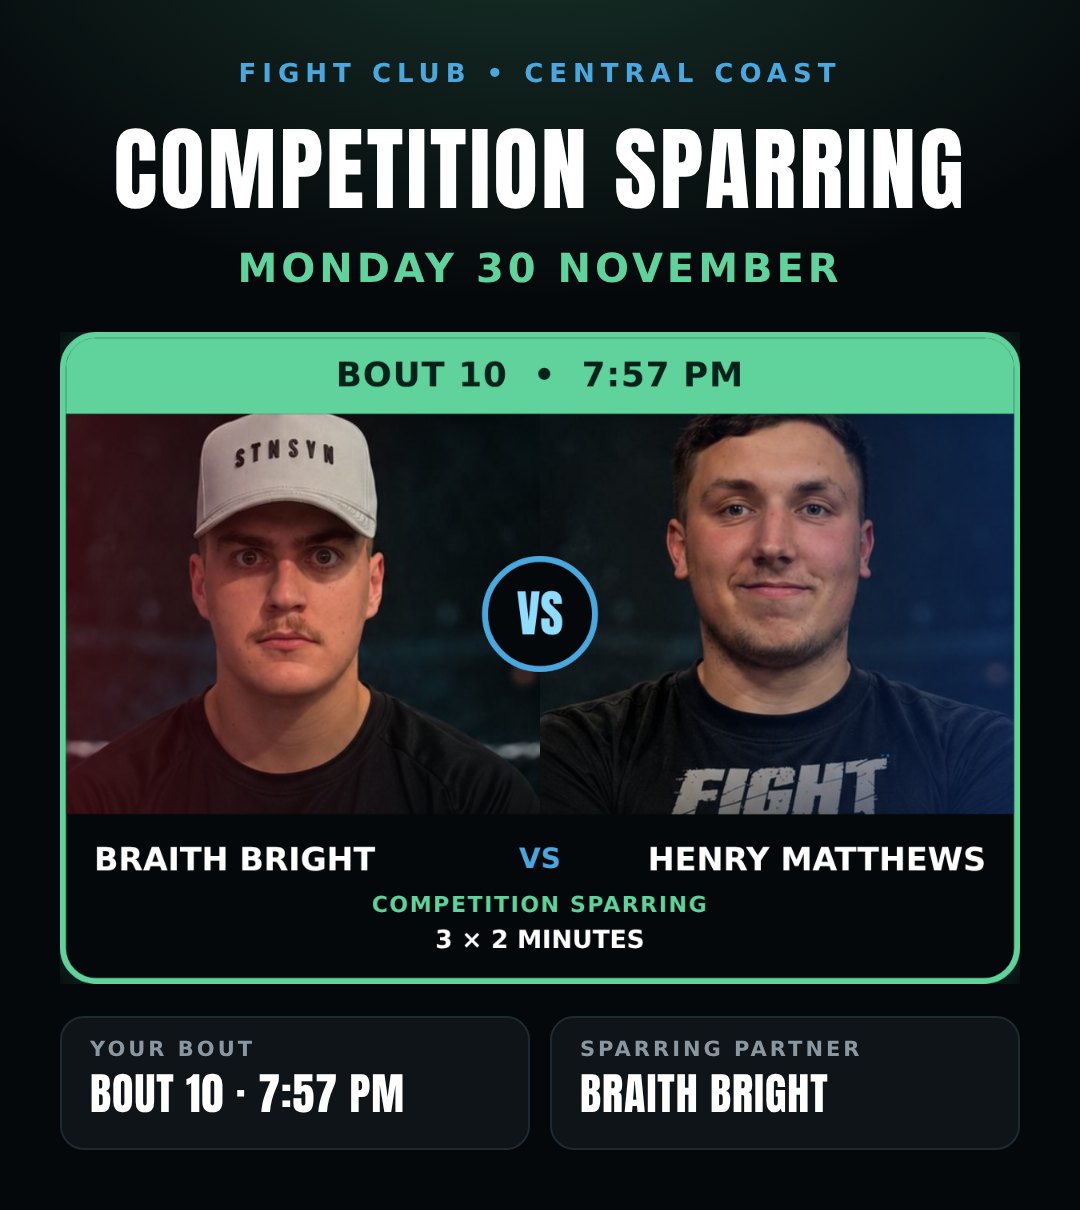 FIGHT CLUB • CENTRAL COAST
COMPETITION SPARRING
MONDAY 30 NOVEMBER
BOUT 10 • 7:57 PM
STNSYN
VS
FIGHT
BRAITH BRIGHT VS HENRY MATTHEWS
COMPETITION SPARRING
3 × 2 MINUTES
YOUR BOUT
BOUT 10 · 7:57 PM
SPARRING PARTNER
BRAITH BRIGHT